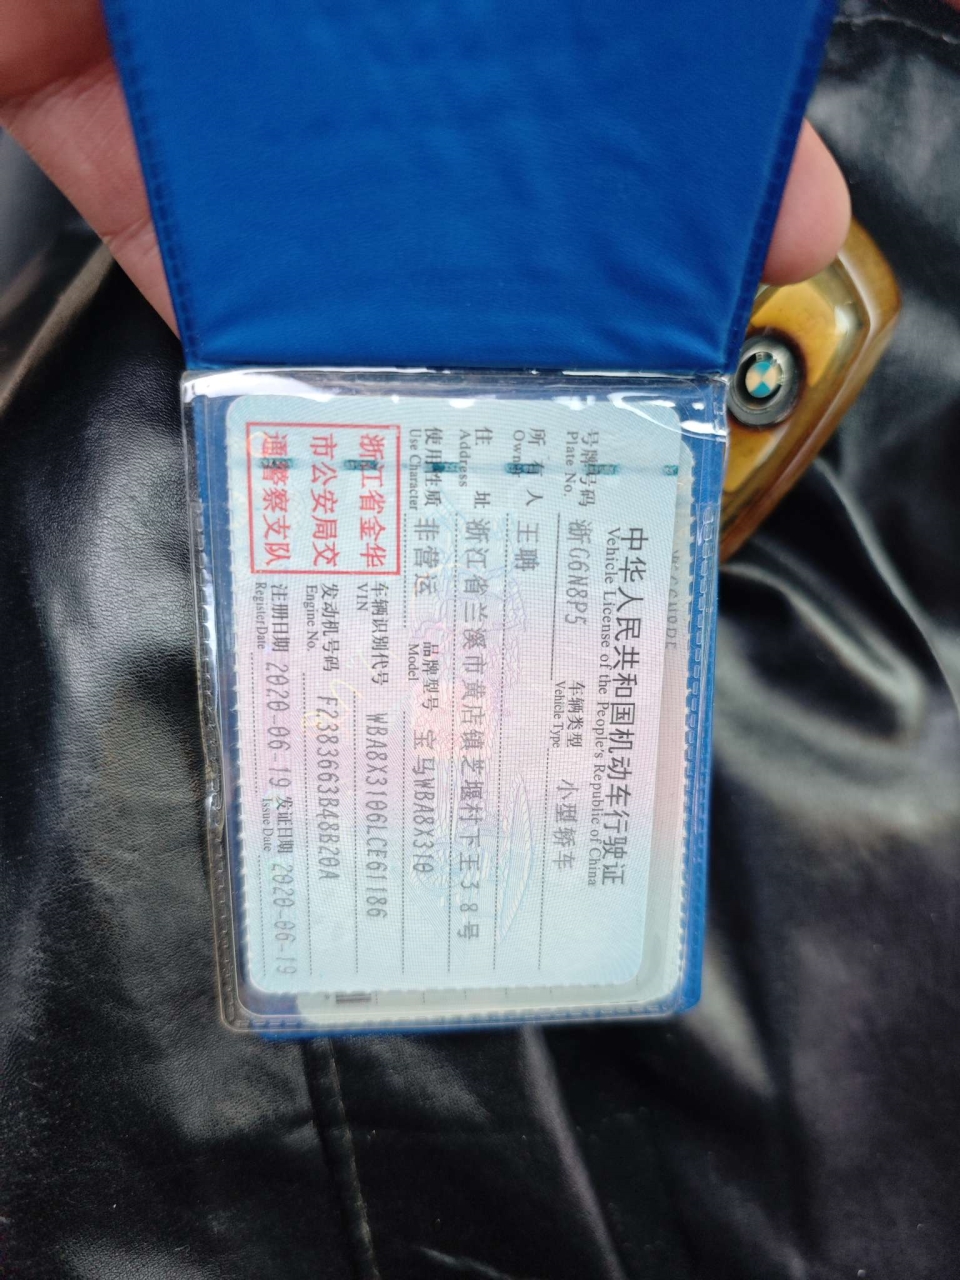 中华人民共和国机动车行驶证
Vehicle License of the People's Republic of China
号牌号码 浙G6N8P5 车辆类型 小型轿车
Plate No. Vehicle Type
所有人 王聃
Owner
住址 浙江省兰溪市黄店镇芝堰村下王38号
Address
使用性质 非营运 品牌型号 宝马WBA8X310
Use Character Model
浙江省金华
市公安局交
通警察支队
车辆识别代号 WBA8X3106LCF61186
VIN
发动机号码 F2383663B48B20A
Engine No.
注册日期 2020-06-19 发证日期 2020-06-19
Register Date Issue Date